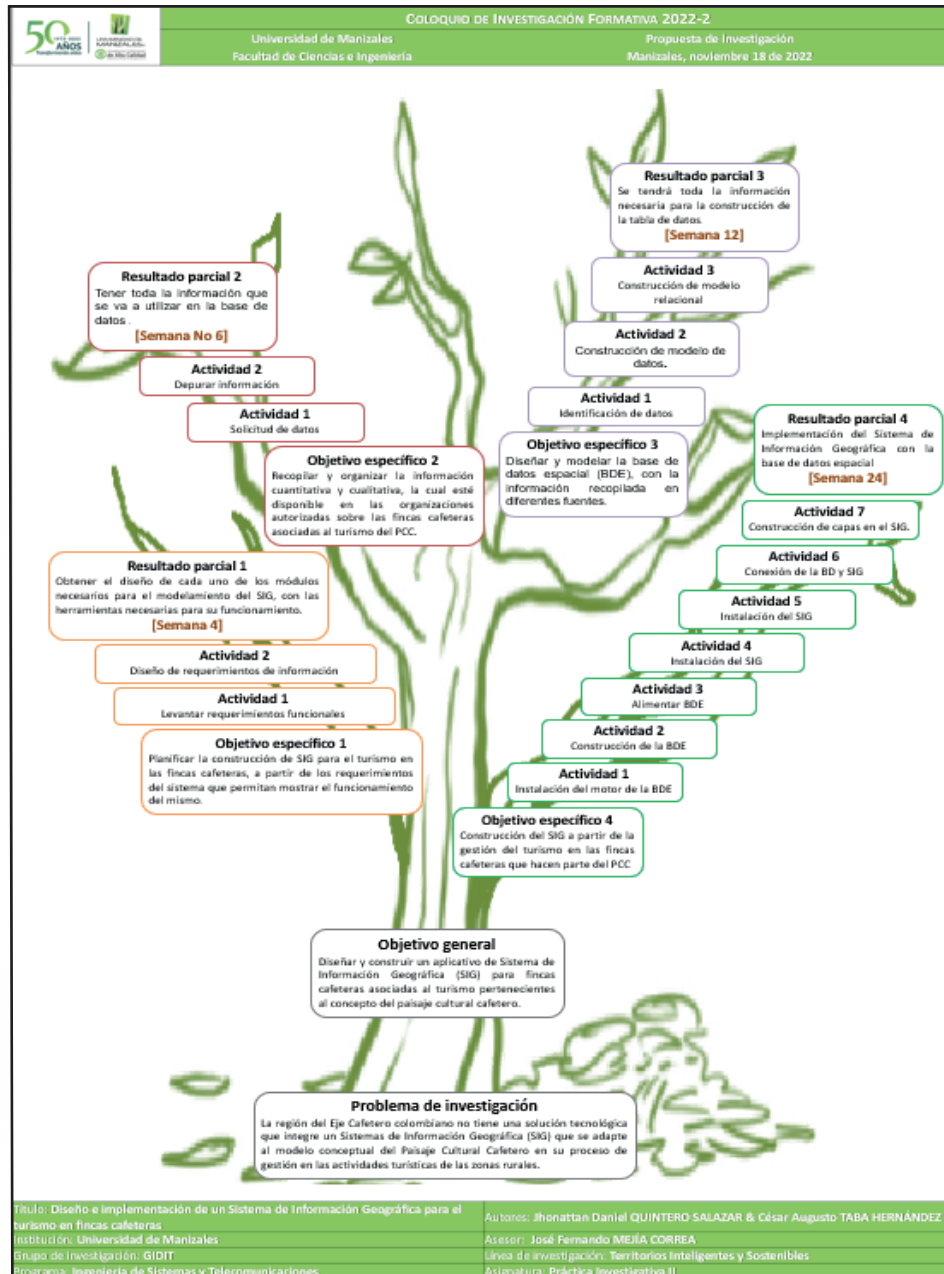 COLOQUIO DE INVESTIGACIÓN FORMATIVA 2022-2
Universidad de Manizales
Facultad de Ciencias e Ingeniería
Propuesta de investigación
Manizales, noviembre 18 de 2022
50 AÑOS
UNIVERSIDAD DE MANIZALES
Resultado parcial 3
Se tendrá toda la información
necesaria para la construcción de
la tabla de datos.
[Semana 12]
Actividad 3
Construcción de modelo
relacional
Actividad 2
Construcción de modelo de
datos.
Actividad 1
Identificación de datos
Objetivo específico 3
Diseñar y modelar la base de
datos espacial (BDE), con la
información recopilada en
diferentes fuentes.
Resultado parcial 2
Tener toda la información que
se va a utilizar en la base de
datos .
[Semana No 6]
Actividad 2
Depurar información
Actividad 1
Solicitud de datos
Objetivo específico 2
Recopilar y organizar la información
cuantitativa y cualitativa, la cual esté
disponible en las organizaciones
autorizadas sobre las fincas cafeteras
asociadas al turismo del PCC.
Resultado parcial 4
Implementación del Sistema de
Información Geográfica con la
base de datos espacial
[Semana 24]
Actividad 7
Construcción de capas en el SIG.
Actividad 6
Conexión de la BD y SIG
Actividad 5
Instalación del SIG
Actividad 4
Instalación del SIG
Actividad 3
Alimentar BDE
Actividad 2
Construcción de la BDE
Actividad 1
Instalación del motor de la BDE
Objetivo específico 4
Construcción del SIG a partir de la
gestión del turismo en las fincas
cafeteras que hacen parte del PCC
Resultado parcial 1
Obtener el diseño de cada uno de los módulos
necesarios para el modelamiento del SIG, con las
herramientas necesarias para su funcionamiento.
[Semana 4]
Actividad 2
Diseño de requerimientos de información
Actividad 1
Levantar requerimientos funcionales
Objetivo específico 1
Planificar la construcción de SIG para el turismo en
las fincas cafeteras, a partir de los requerimientos
del sistema que permitan mostrar el funcionamiento
del mismo.
Objetivo general
Diseñar y construir un aplicativo de Sistema de
Información Geográfica (SIG) para fincas
cafeteras asociadas al turismo pertenecientes
al concepto del paisaje cultural cafetero.
Problema de investigación
La región del Eje Cafetero colombiano no tiene una solución tecnológica
que integre un Sistemas de Información Geográfica (SIG) que se adapte
al modelo conceptual del Paisaje Cultural Cafetero en su proceso de
gestión en las actividades turísticas de las zonas rurales.
Título: Diseño e implementación de un Sistema de Información Geográfica para el
turismo en fincas cafeteras
Institución: Universidad de Manizales
Grupo de Investigación: GIDIT
Programa: Ingeniería de Sistemas y Telecomunicaciones
Autores: Jhonattan Daniel QUINTERO SALAZAR & César Augusto TABA HERNÁNDEZ
Asesor: José Fernando MEJÍA CORREA
Línea de investigación: Territorios Inteligentes y Sostenibles
Asignatura: Práctica Investigativa II